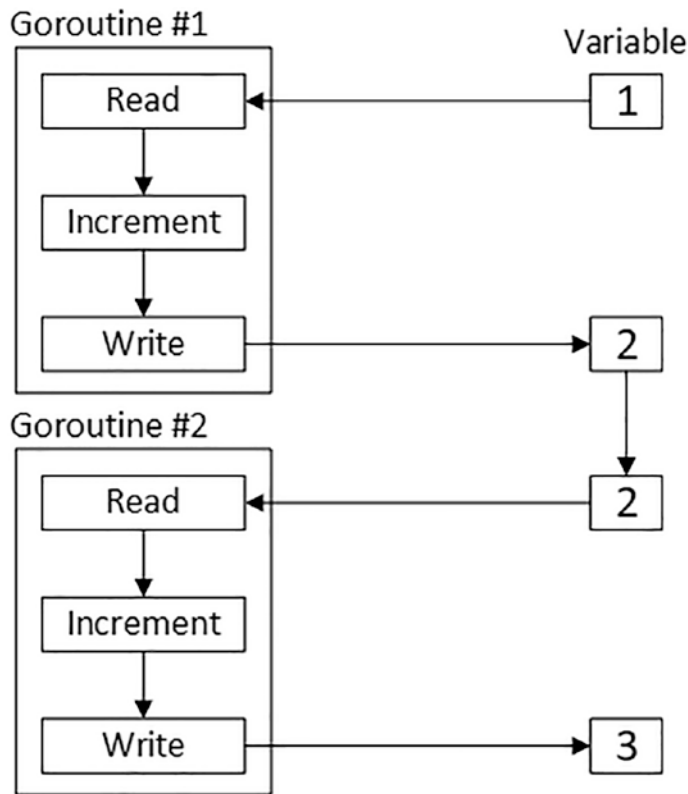 Goroutine #1
Variable
Read
1
Increment
Write
2
Goroutine #2
Read
2
Increment
Write
3